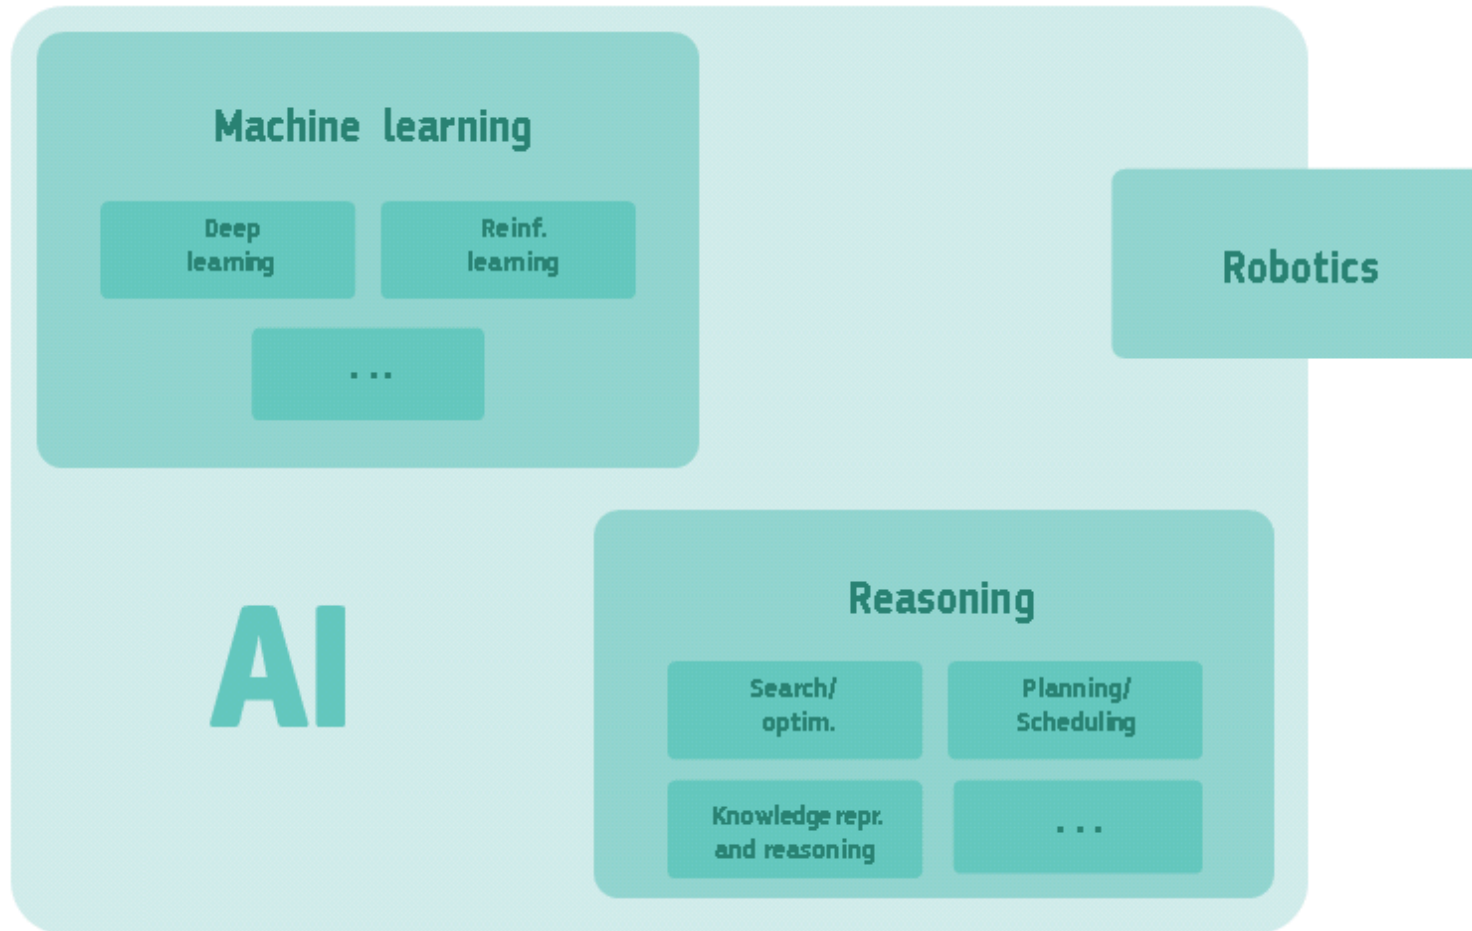 Machine learning
Deep
learning
Reinf.
learning
...
Robotics
AI
Reasoning
Search/
optim.
Planning/
Scheduling
Knowledge repr.
and reasoning
...